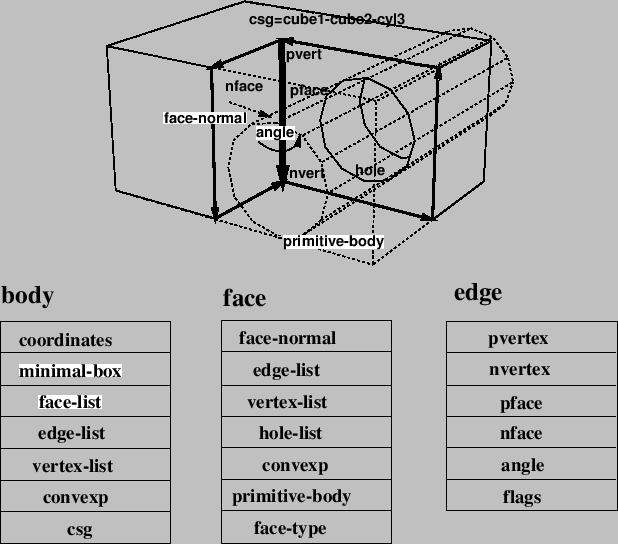 csg=cube1-cube2-cyl3
pvert
nface
pface
face-normal
angle
nvert
hole
primitive-body
body
face
edge
coordinates
minimal-box
face-list
edge-list
vertex-list
convexp
csg
face-normal
edge-list
vertex-list
hole-list
convexp
primitive-body
face-type
pvertex
nvertex
pface
nface
angle
flags